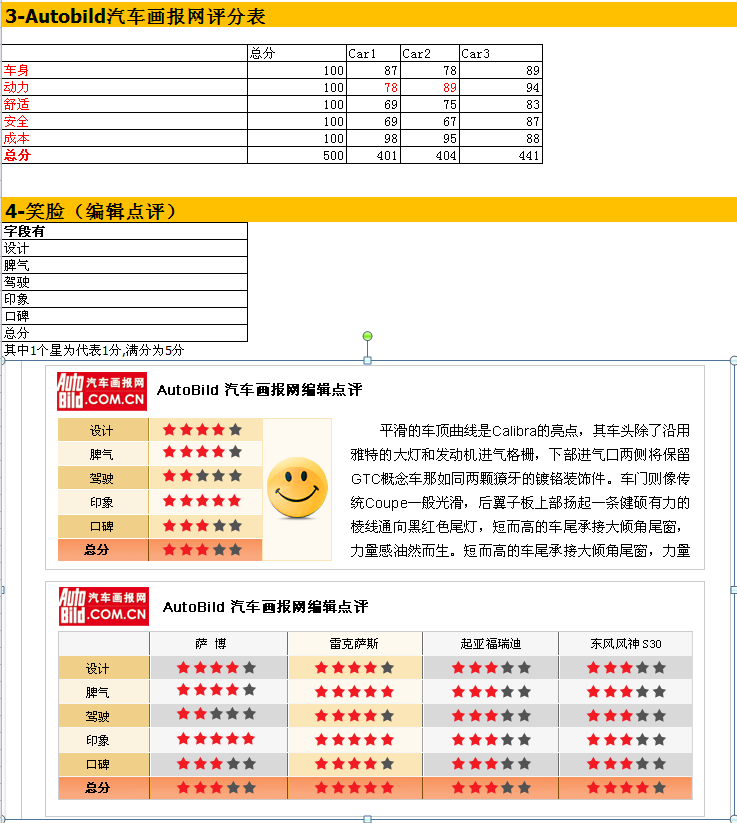 3-Autobild汽车画报网评分表
总分 Car1 Car2 Car3
车身 100 87 78 89
动力 100 78 89 94
舒适 100 69 75 83
安全 100 69 67 87
成本 100 98 95 88
总分 500 401 404 441
4-笑脸（编辑点评）
字段有
设计
脾气
驾驶
印象
口碑
总分
其中1个星为代表1分,满分为5分
Auto Bild 汽车画报网 .COM.CN AutoBild 汽车画报网编辑点评
设计
脾气
驾驶
印象
口碑
总分
平滑的车顶曲线是Calibra的亮点，其车头除了沿用
雅特的大灯和发动机进气格栅，下部进气口两侧将保留
GTC概念车那如同两颗獠牙的镀铬装饰件。车门则像传
统Coupe一般光滑，后翼子板上部扬起一条健硕有力的
棱线通向黑红色尾灯，短而高的车尾承接大倾角尾窗，
力量感油然而生。短而高的车尾承接大倾角尾窗，力量
Auto Bild 汽车画报网 .COM.CN AutoBild 汽车画报网编辑点评
萨 博 雷克萨斯 起亚福瑞迪 东风风神S30
设计
脾气
驾驶
印象
口碑
总分